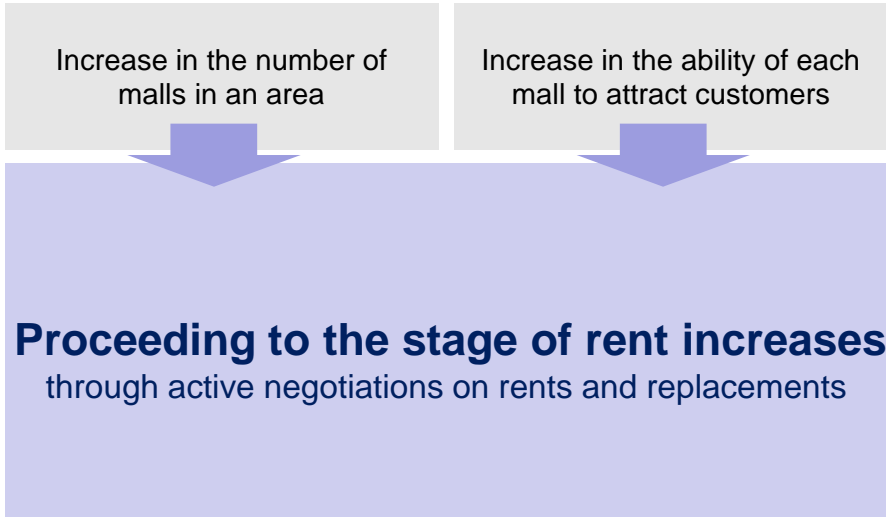 Increase in the number of
malls in an area
Increase in the ability of each
mall to attract customers
Proceeding to the stage of rent increases
through active negotiations on rents and replacements